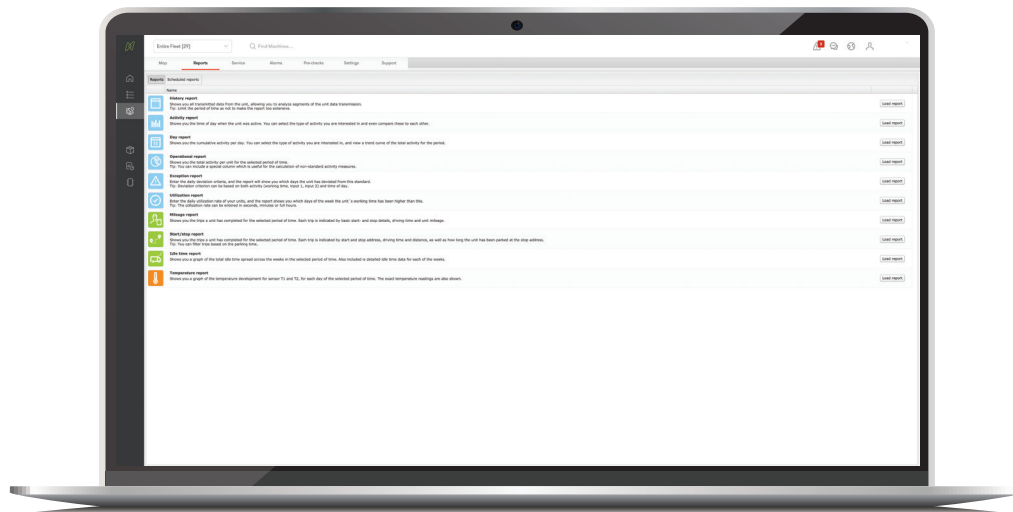 Entire Fleet [29]
Find Machines...
1
Map Reports Service Alarms Pre-checks Settings Support
Reports Scheduled reports
Name
History report
Shows you all transmitted data from the unit, allowing you to analyze segments of the unit data transmission.
Tip: Limit the period of time as not to make the report too extensive.
Load report
Activity report
Shows you the time of day when the unit was active. You can select the type of activity you are interested in and even compare these to each other.
Load report
Day report
Shows you the cumulative activity per day. You can select the type of activity you are interested in, and view a trend curve of the total activity for the period.
Load report
Operational report
Shows you the total activity per unit for the selected period of time.
Tip: You can include a special column which is useful for the calculation of non-standard activity measures.
Load report
Exception report
Enter the daily deviation criteria, and the report will show you which days the unit has deviated from this standard
Tip: Deviation criterion can be based on both activity (working time, input 1, input 2) and time of day.
Load report
Utilisation report
Enter the daily utilisation rate of your units, and the report shows you which days of the week the unit´s working time has been higher than this.
Tip: The utilisation rate can be entered in seconds, minutes or full hours.
Load report
Mileage report
Shows you the trips a unit has completed for the selected period of time. Each trip is indicated by basic start- and stop details, driving time and unit mileage.
Load report
Start/stop report
Shows you the trips a unit has completed for the selected period of time. Each trip is indicated by start and stop address, driving time and distance, as well as how long the unit has been parked at the stop address.
Tip: You can filter trips based on the parking time.
Load report
Idle time report
Shows you a graph of the total idle time spread across the weeks in the selected period of time. Also included is detailed idle time data for each of the weeks.
Load report
Temperature report
Shows you a graph of the temperature development for sensor T1 and T2, for each day of the selected period of time. The exact temperature readings are also shown.
Load report